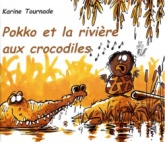 Karine Tournade
Pokko et la rivière
aux crocodiles